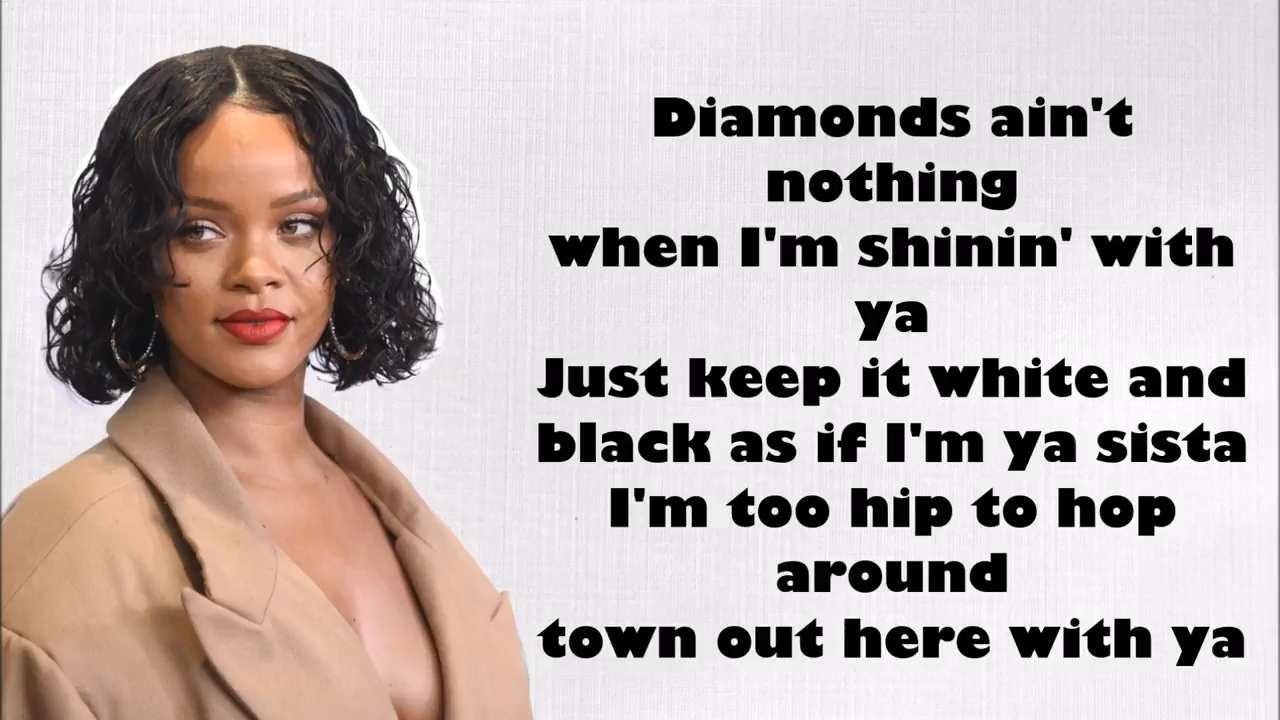 Diamonds ain't
nothing
when I'm shinin' with
ya
Just keep it white and
black as if I'm ya sista
I'm too hip to hop
around
town out here with ya